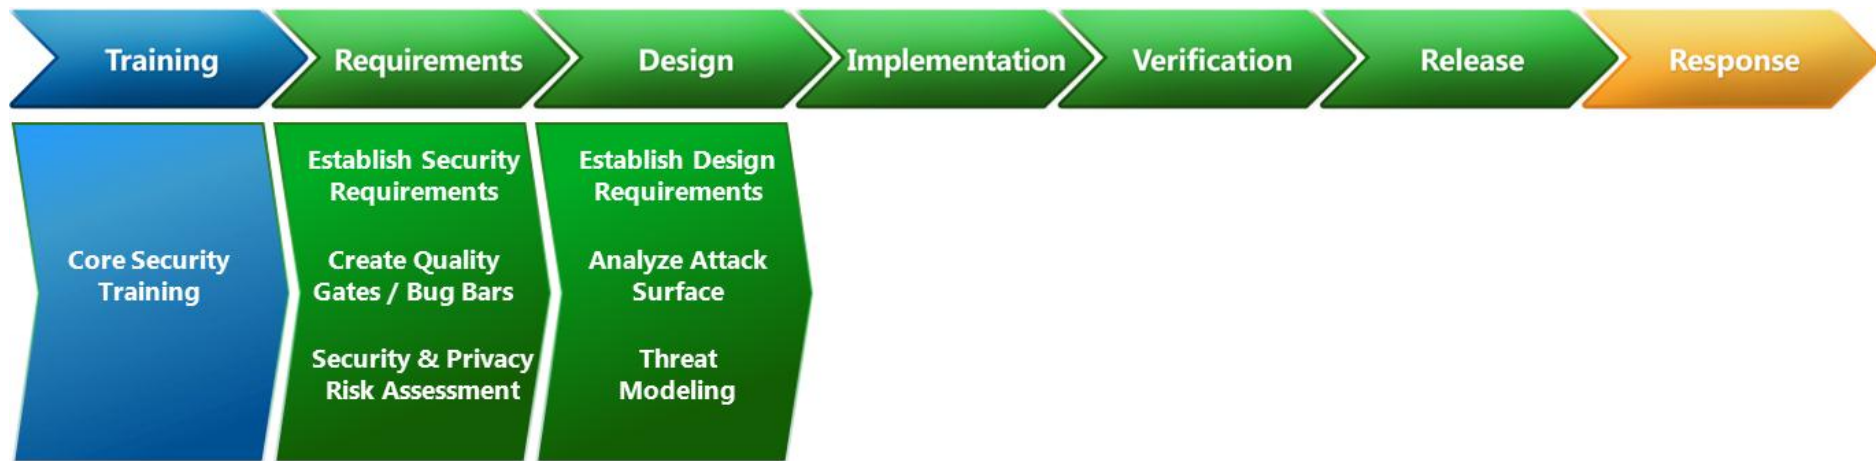 Training
Requirements
Design
Implementation
Verification
Release
Response
Core Security
Training
Establish Security
Requirements
Create Quality
Gates / Bug Bars
Security & Privacy
Risk Assessment
Establish Design
Requirements
Analyze Attack
Surface
Threat
Modeling